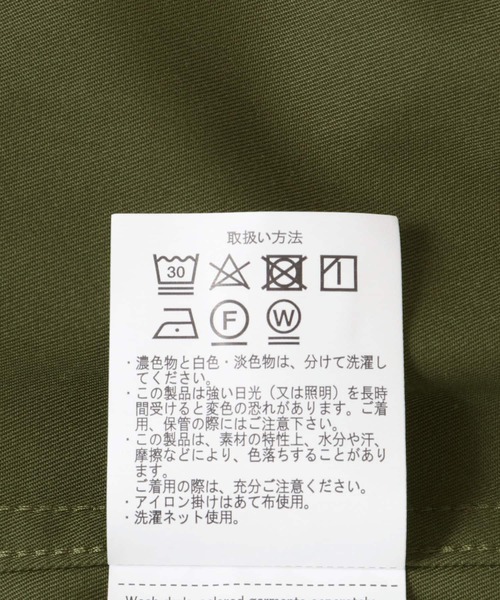 取扱い方法
30
F W
・濃色物と白色・淡色物は、分けて洗濯し
てください。
・この製品は強い日光（又は照明）を長時
間受けると変色の恐れがあります。ご着
用、保管の際にはご注意下さい。
・この製品は、素材の特性上、水分や汗、
摩擦などにより、色落ちすることがあり
ます。
ご着用の際は、充分ご注意ください。
・アイロン掛けはあて布使用。
・洗濯ネット使用。